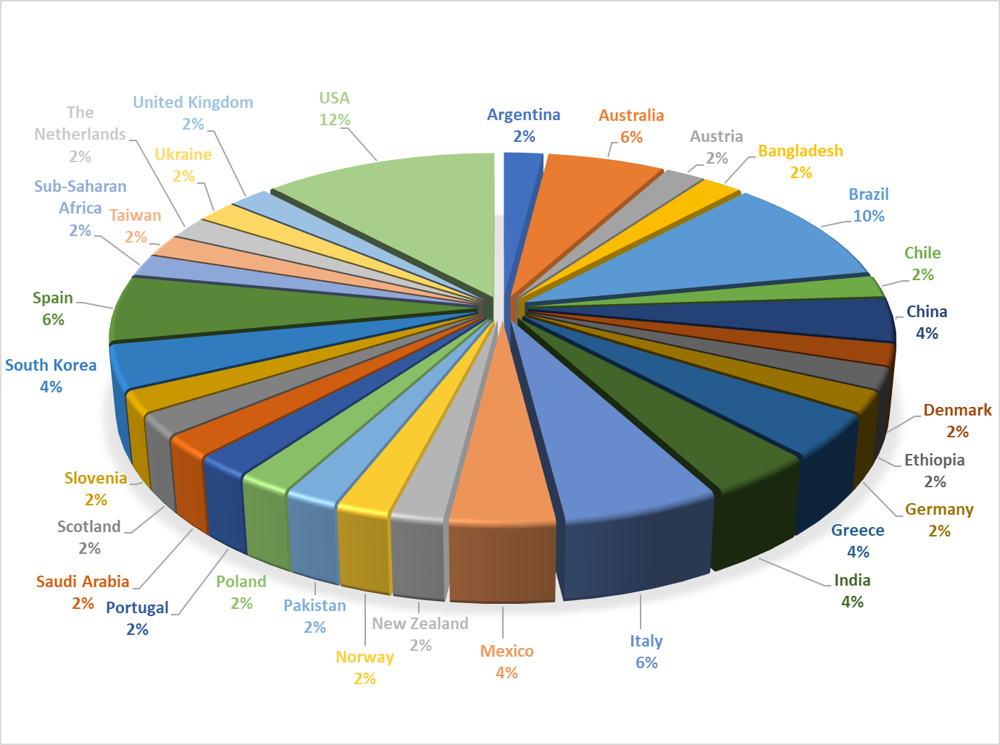 USA
12%
Argentina
2%
Australia
6%
Austria
2%
Bangladesh
2%
Brazil
10%
Chile
2%
China
4%
Denmark
2%
Ethiopia
2%
Germany
2%
Greece
4%
India
4%
Italy
6%
Mexico
4%
New Zealand
2%
Norway
2%
Pakistan
2%
Poland
2%
Portugal
2%
Saudi Arabia
2%
Scotland
2%
Slovenia
2%
South Korea
4%
Spain
6%
Sub-Saharan
Africa
2%
Taiwan
2%
The
Netherlands
2%
Ukraine
2%
United Kingdom
2%